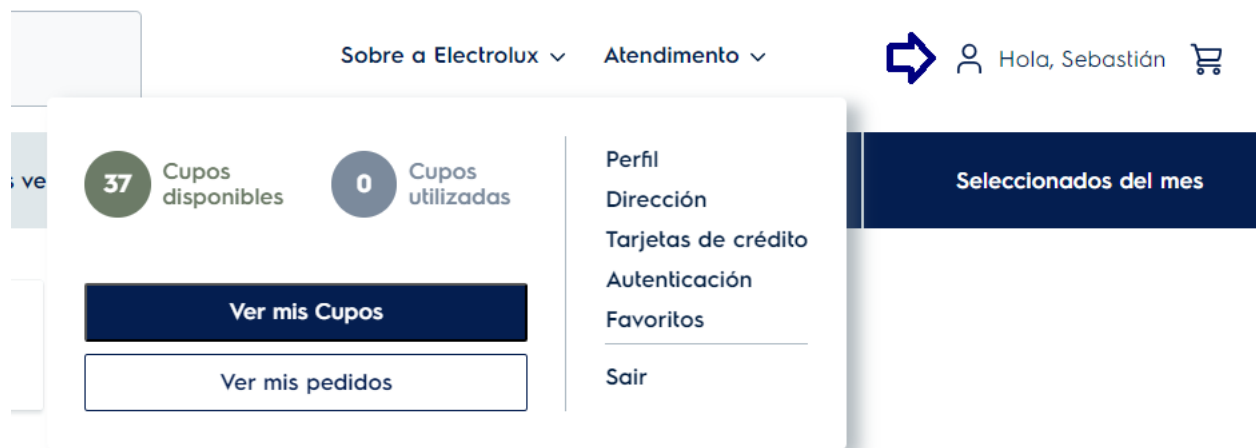 Sobre a Electrolux
Atendimento
Hola, Sebastián
s ve
Seleccionados del mes
37
Cupos
disponibles
0
Cupos
utilizadas
Ver mis Cupos
Ver mis pedidos
Perfil
Dirección
Tarjetas de crédito
Autenticación
Favoritos
Sair